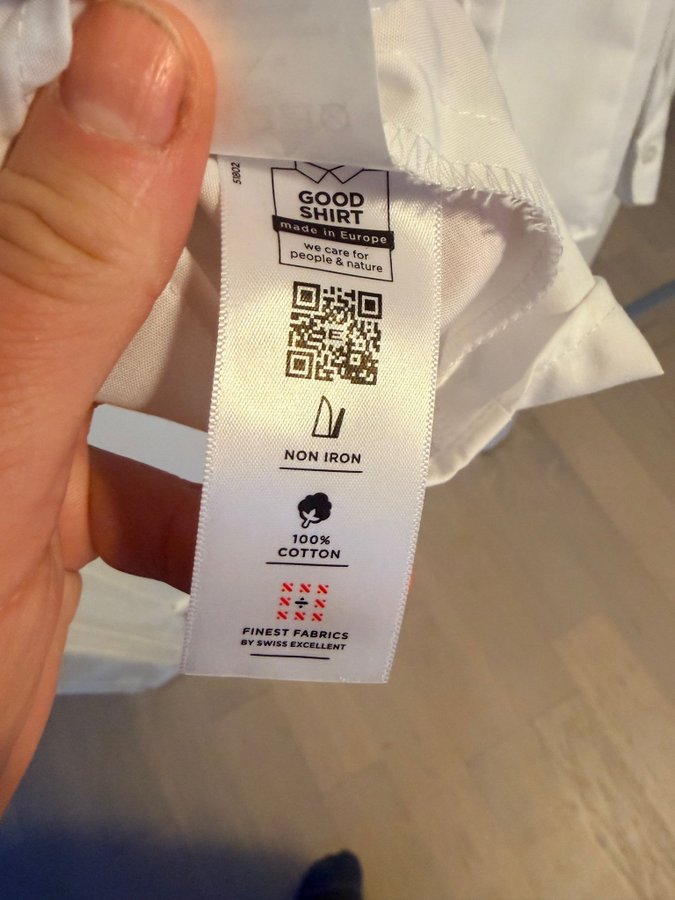 51802
GOOD
SHIRT
made in Europe
we care for
people & nature
E
NON IRON
100%
COTTON
FINEST FABRICS
BY SWISS EXCELLENT